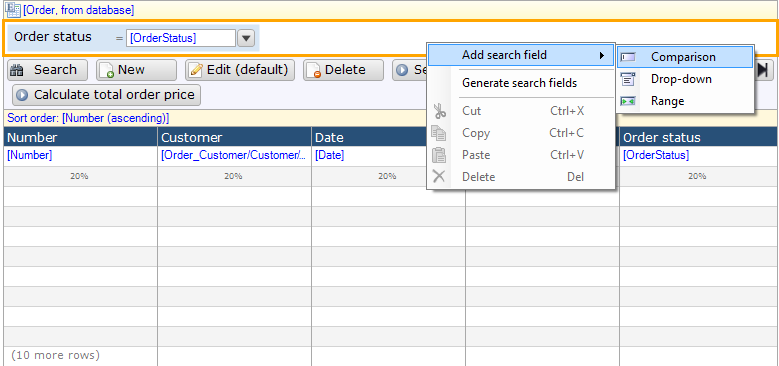 [Order, from database]
Order status = [OrderStatus]
Add search field
Comparison
Search New Edit (default) Delete Se
Generate search fields
Drop-down
Calculate total order price
Range
Cut Ctrl+X
Sort order: [Number (ascending)]
Copy Ctrl+C
Number Customer Date Order status
[Number] [Order_Customer/Customer/... [Date] [OrderStatus]
Paste Ctrl+V
20% 20% 20%
Delete Del
(10 more rows)